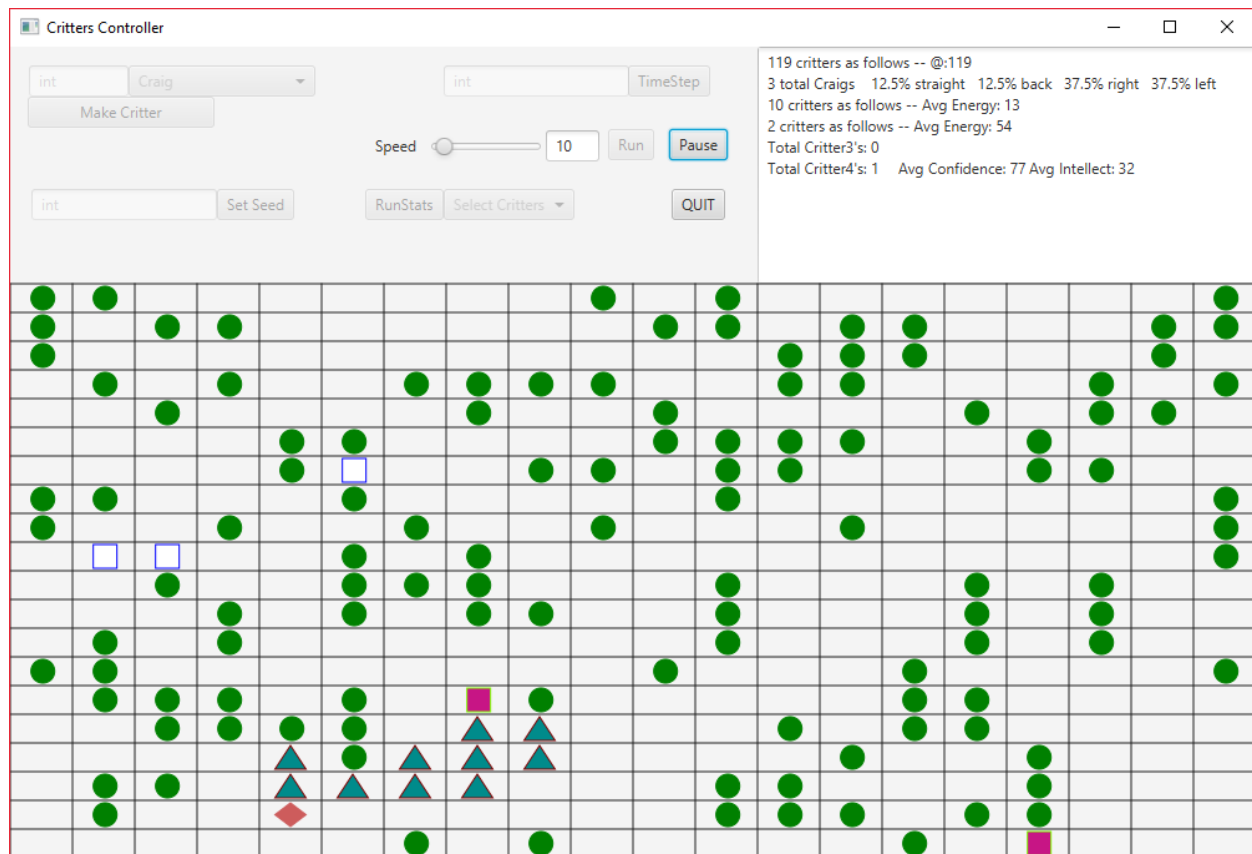 Critters Controller
int Craig int TimeStep
Make Critter
Speed 10 Run Pause
int Set Seed RunStats Select Critters QUIT
119 critters as follows -- @:119
3 total Craigs 12.5% straight 12.5% back 37.5% right 37.5% left
10 critters as follows -- Avg Energy: 13
2 critters as follows -- Avg Energy: 54
Total Critter3's: 0
Total Critter4's: 1 Avg Confidence: 77 Avg Intellect: 32